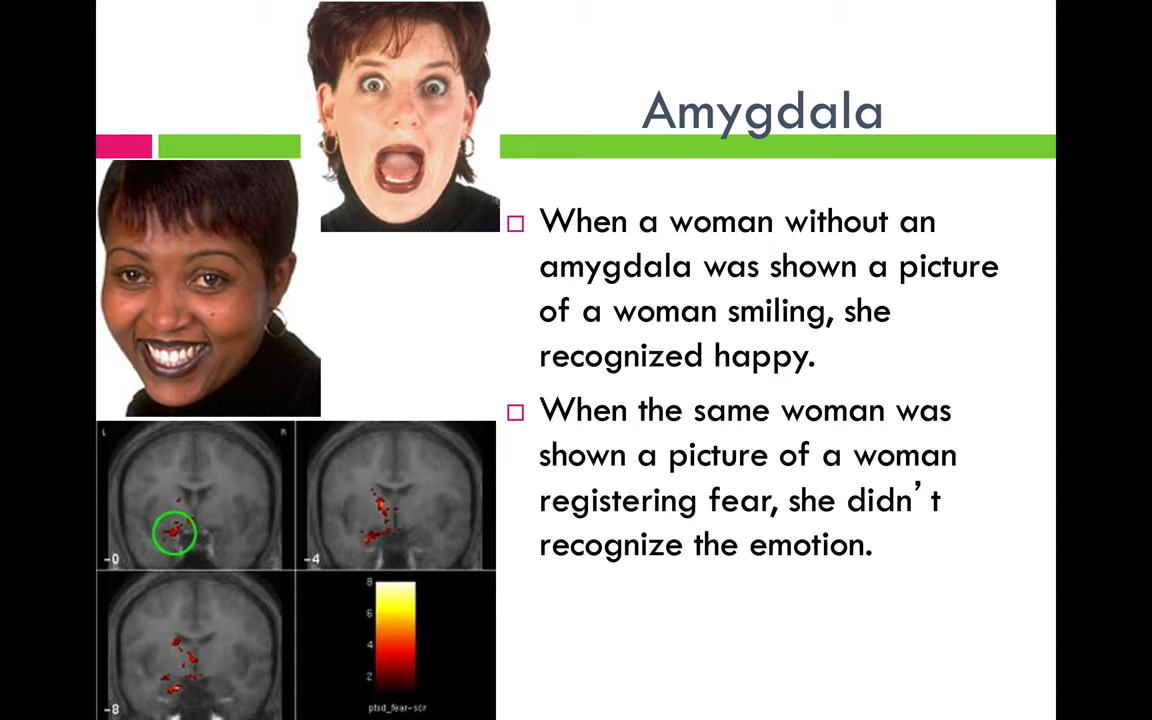 Amygdala
When a woman without an
amygdala was shown a picture
of a woman smiling, she
recognized happy.
When the same woman was
shown a picture of a woman
registering fear, she didn’t
recognize the emotion.
L R
-0
-4
-8
8
6
4
2
ptsd_fear-scr